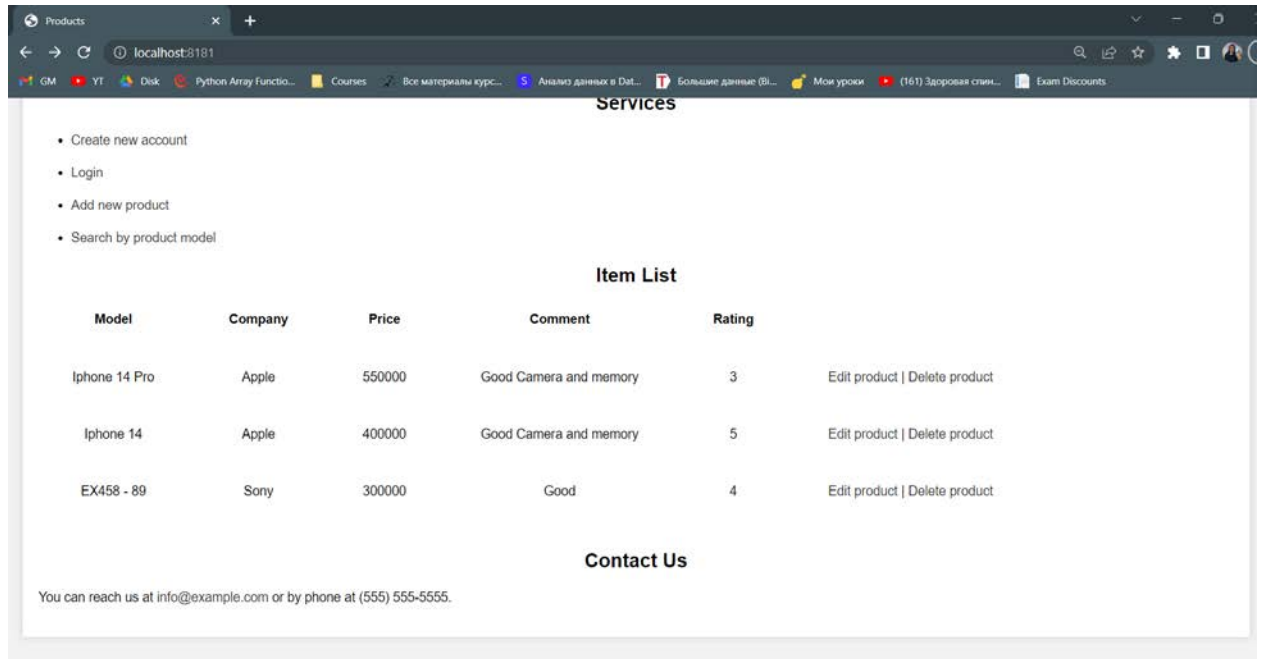 Products
localhost:8181
GM YT Disk Python Array Functio... Courses Все материалы курс... S Анализ данных в Dat... T Большие данные (Bi... Мои уроки (161) Здоровая спин... Exam Discounts
Services
• Create new account
• Login
• Add new product
• Search by product model
Item List
Model Company Price Comment Rating
Iphone 14 Pro Apple 550000 Good Camera and memory 3 Edit product | Delete product
Iphone 14 Apple 400000 Good Camera and memory 5 Edit product | Delete product
EX458 - 89 Sony 300000 Good 4 Edit product | Delete product
Contact Us
You can reach us at info@example.com or by phone at (555) 555-5555.